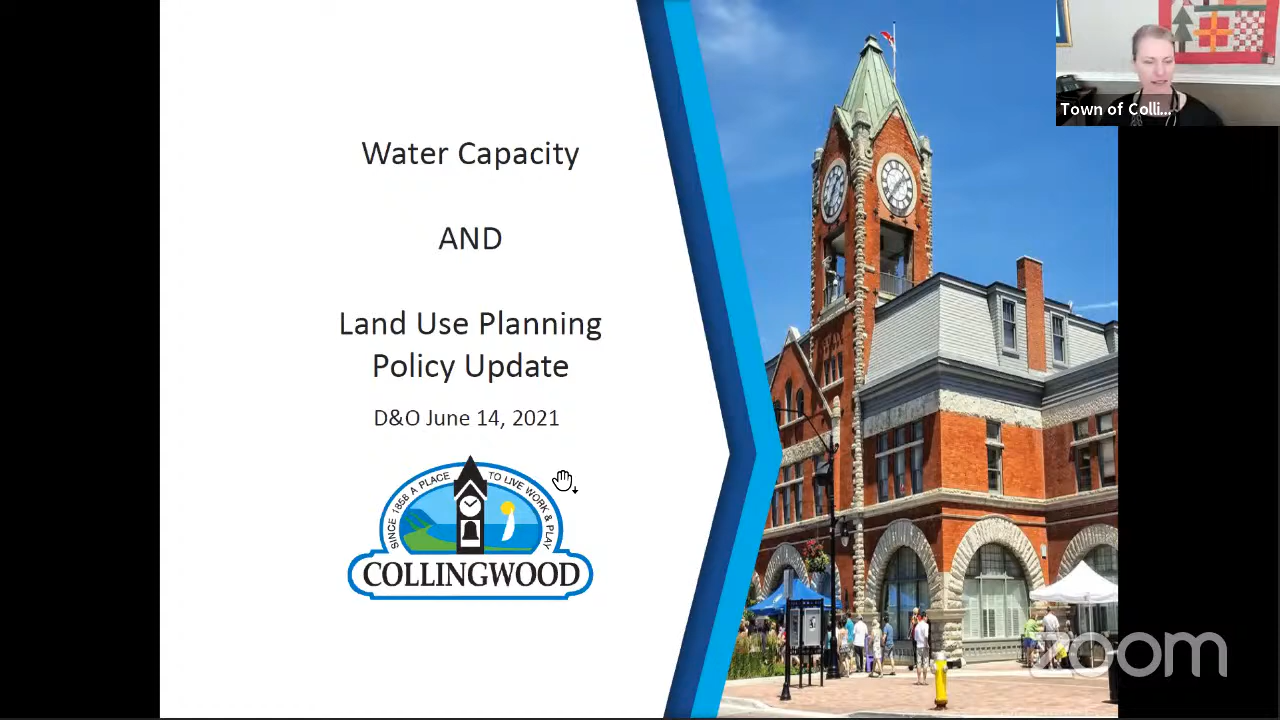 Water Capacity
AND
Land Use Planning
Policy Update
D&O June 14, 2021
SINCE 1858 A PLACE TO LIVE WORK & PLAY
COLLINGWOOD
Town of Colli...
zoom